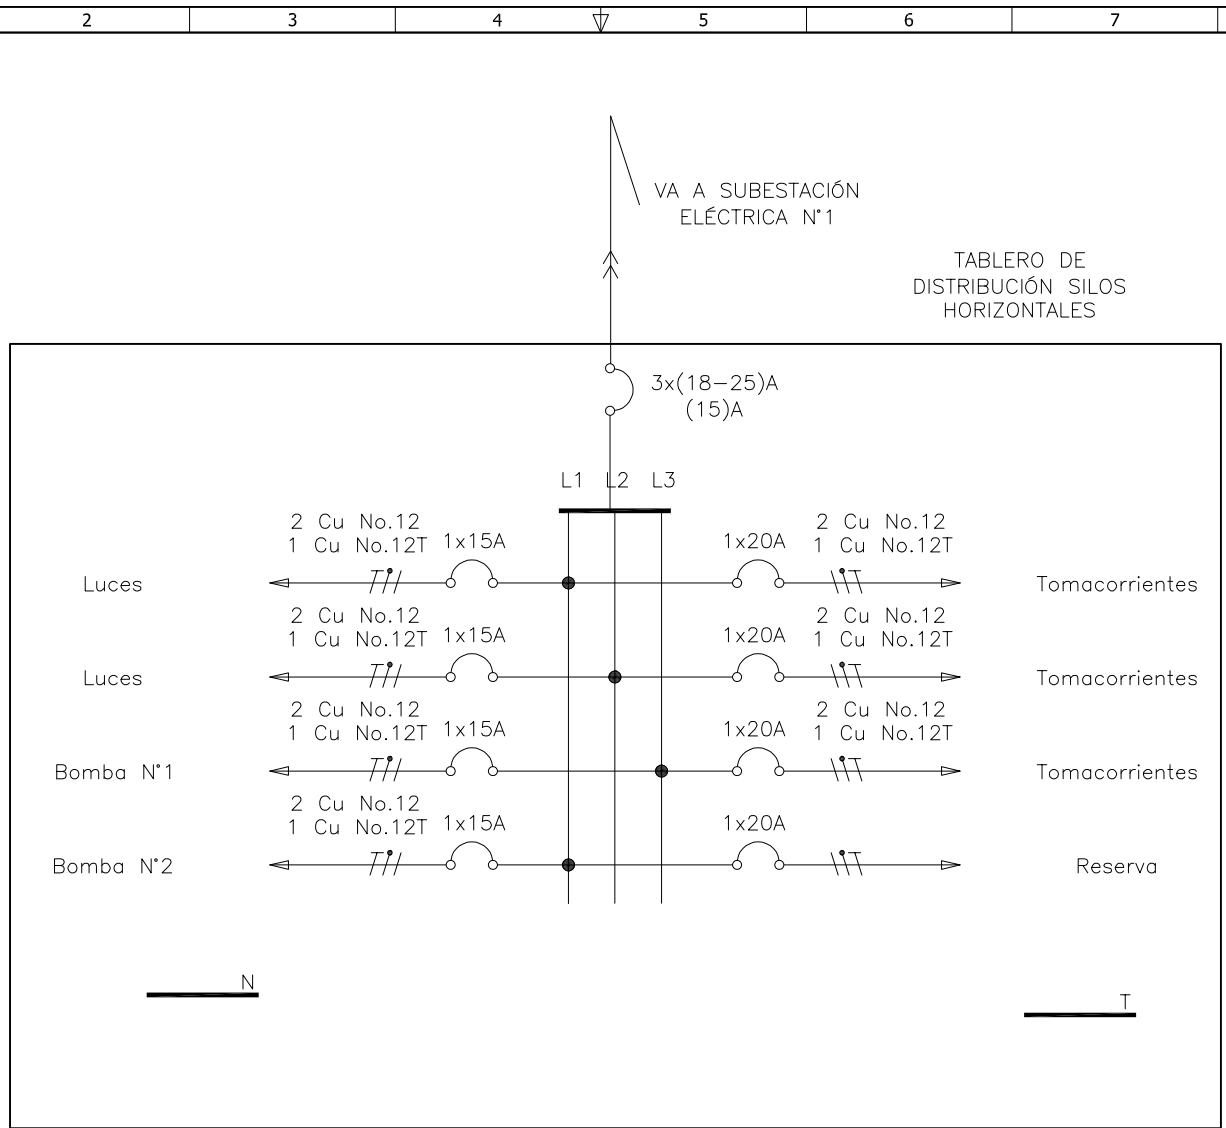 2 3 4 5 6 7
VA A SUBESTACIÓN
ELÉCTRICA N°1
TABLERO DE
DISTRIBUCIÓN SILOS
HORIZONTALES
3x(18-25)A
(15)A
L1 L2 L3
2 Cu No.12
1 Cu No.12T
1x15A
1x20A
2 Cu No.12
1 Cu No.12T
Luces
Tomacorrientes
2 Cu No.12
1 Cu No.12T
1x15A
1x20A
2 Cu No.12
1 Cu No.12T
Luces
Tomacorrientes
2 Cu No.12
1 Cu No.12T
1x15A
1x20A
2 Cu No.12
1 Cu No.12T
Bomba N°1
Tomacorrientes
2 Cu No.12
1 Cu No.12T
1x15A
1x20A
Bomba N°2
Reserva
N
T